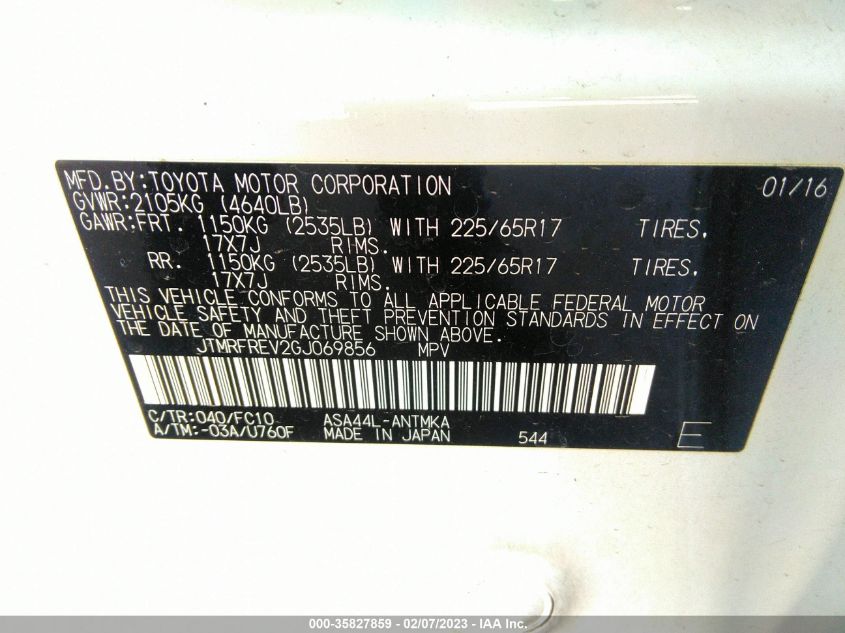 MFD.BY:TOYOTA MOTOR CORPORATION 01/16
GVWR:2105KG (4640LB)
GAWR:FRT. 1150KG (2535LB) WITH 225/65R17 TIRES,
17X7J RIMS.
RR. 1150KG (2535LB) WITH 225/65R17 TIRES,
17X7J RIMS.
THIS VEHICLE CONFORMS TO ALL APPLICABLE FEDERAL MOTOR
VEHICLE SAFETY AND THEFT PREVENTION STANDARDS IN EFFECT ON
THE DATE OF MANUFACTURE SHOWN ABOVE.
JTMRFREV2GJ069856 MPV
C/TR:040/FC10 ASA44L-ANTMKA
A/TM:-03A/U760F MADE IN JAPAN 544 E
000-35827859 — 02/07/2023 — IAA Inc.